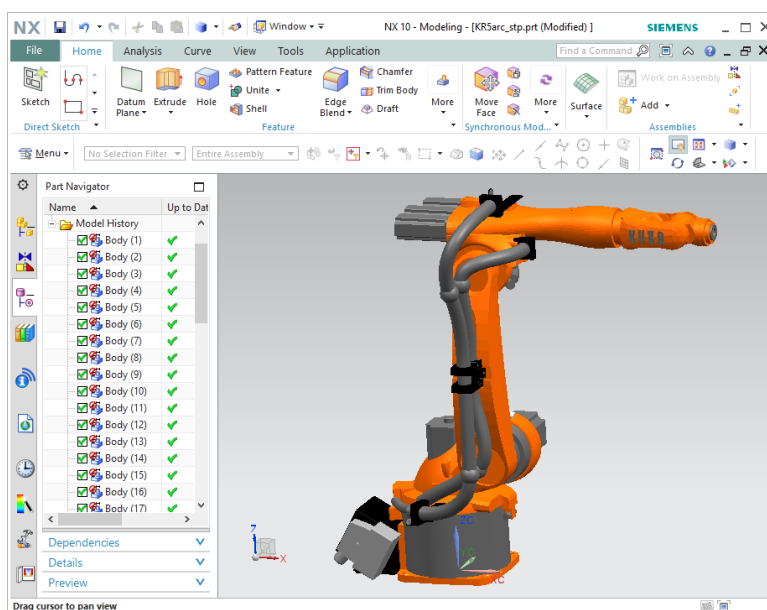 NX Window NX 10 - Modeling - [KR5arc_stp.prt (Modified) ] SIEMENS
File Home Analysis Curve View Tools Application Find a Command
Sketch
Datum Plane Extrude Hole
Pattern Feature
Unite
Shell
Edge Blend
Chamfer
Trim Body
Draft
More
Move Face
More
Surface
Work on Assembly
Add
Direct Sketch Feature Synchronous Mod... Assemblies
Menu No Selection Filter Entire Assembly
Part Navigator
Name Up to Dat
Model History
Body (1)
Body (2)
Body (3)
Body (4)
Body (5)
Body (6)
Body (7)
Body (8)
Body (9)
Body (10)
Body (11)
Body (12)
Body (13)
Body (14)
Body (15)
Body (16)
Body (17)
Dependencies
Details
Preview
KUKA
Z
X
ZC
YC
XC
Drag cursor to pan view